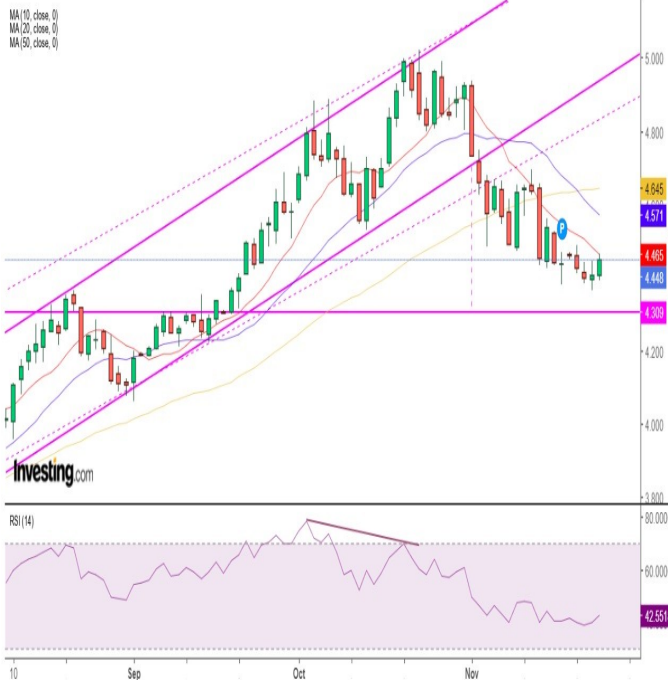 MA (10, close, 0)
MA (20, close, 0)
MA (50, close, 0)
5.000
4.800
4.645
4.571
4.465
4.448
4.309
4.200
4.000
3.800
Investing.com
P
RSI (14)
80.000
60.000
42.551
10 Sep Oct Nov